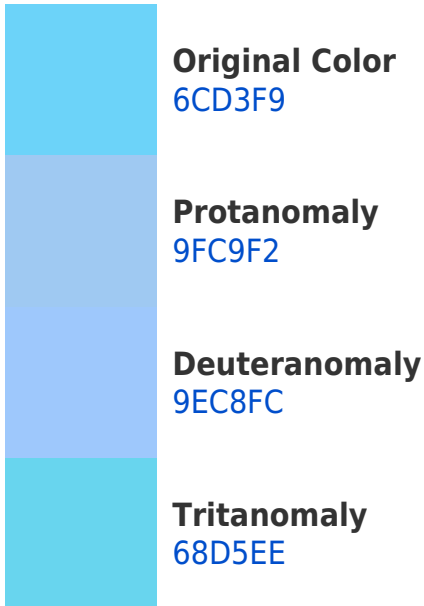 Original Color
6CD3F9
Protanomaly
9FC9F2
Deuteranomaly
9EC8FC
Tritanomaly
68D5EE